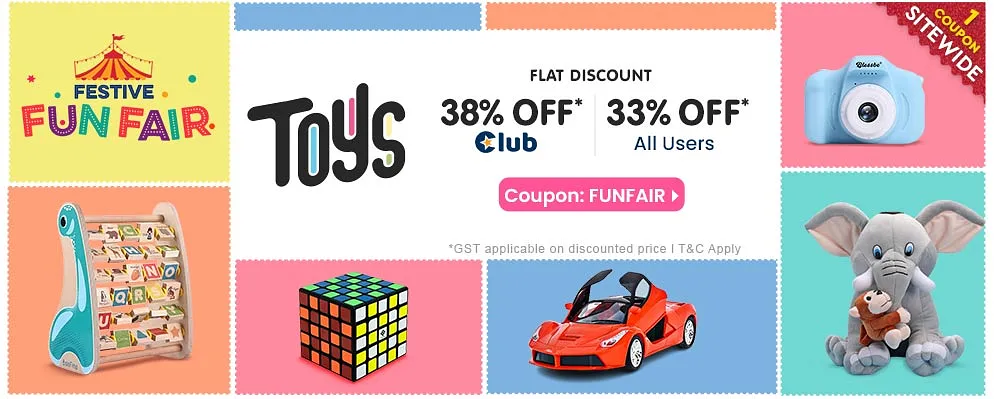 FESTIVE
FUN FAIR
TOYS
FLAT DISCOUNT
38% OFF*
Club
33% OFF*
All Users
Coupon: FUNFAIR
*GST applicable on discounted price I T&C Apply
1
COUPON
SITEWIDE
N
O
Q
R
U